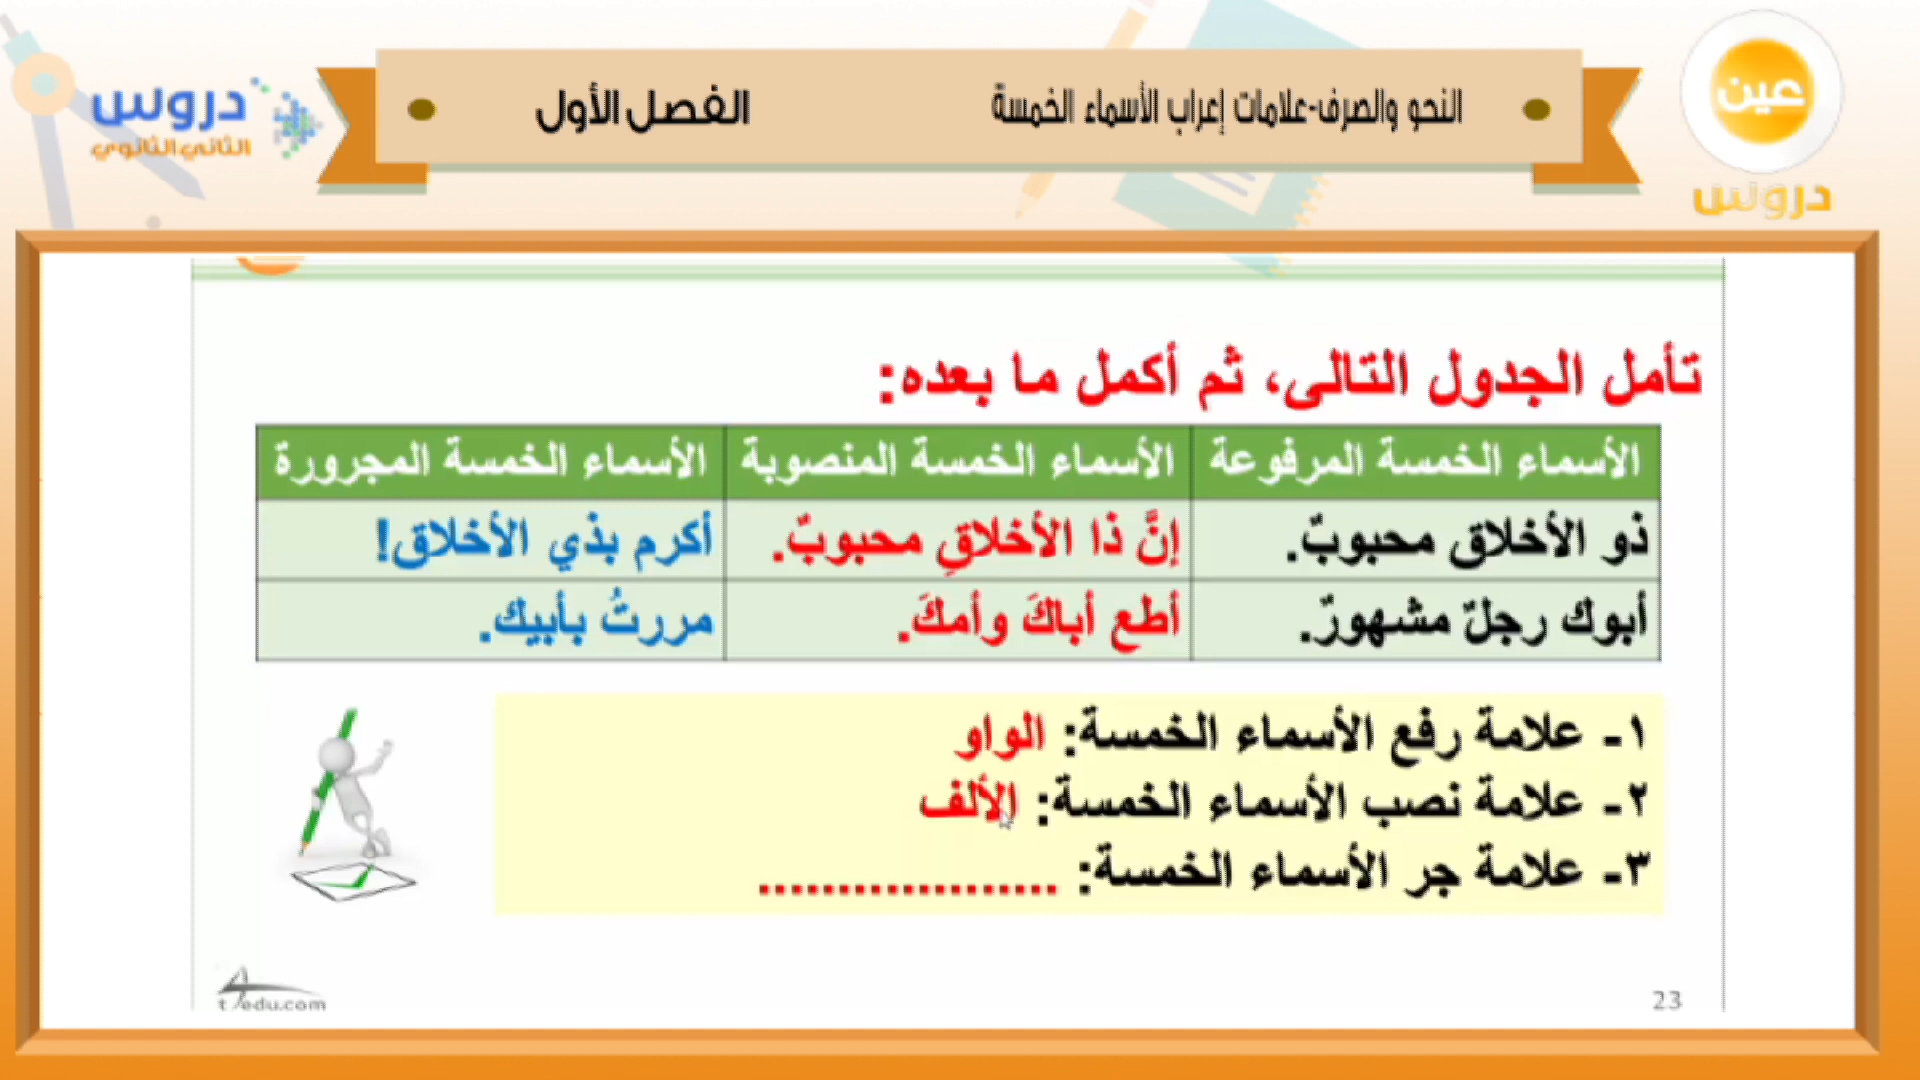 عين
دروس
النحو والصرف-علامات إعراب الأسماء الخمسة
الفصل الأول
دروس
الثاني الثانوي
تأمل الجدول التالى، ثم أكمل ما بعده:
الأسماء الخمسة المرفوعة الأسماء الخمسة المنصوبة الأسماء الخمسة المجرورة
ذو الأخلاق محبوبٌ. إنَّ ذا الأخلاقِ محبوبٌ. أكرم بذي الأخلاق!
أبوك رجلٌ مشهورٌ. أطع أباكَ وأمكَ. مررتُ بأبيك.
١- علامة رفع الأسماء الخمسة: الواو
٢- علامة نصب الأسماء الخمسة: الألف
٣- علامة جر الأسماء الخمسة: ...................
t4edu.com
23